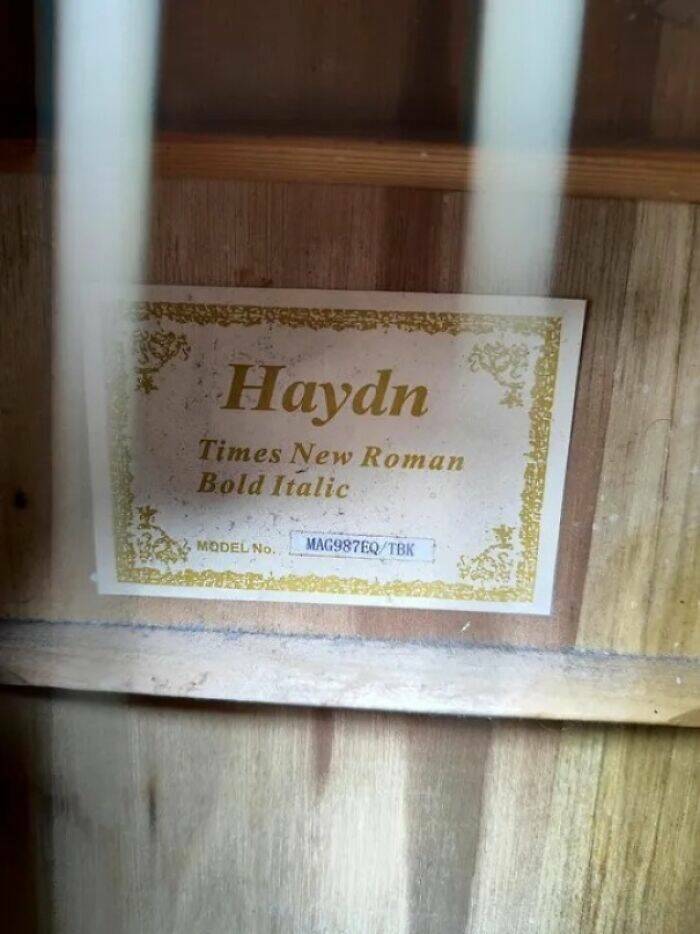 Haydn
Times New Roman
Bold Italic
MODEL No. MAG987EQ/TBK